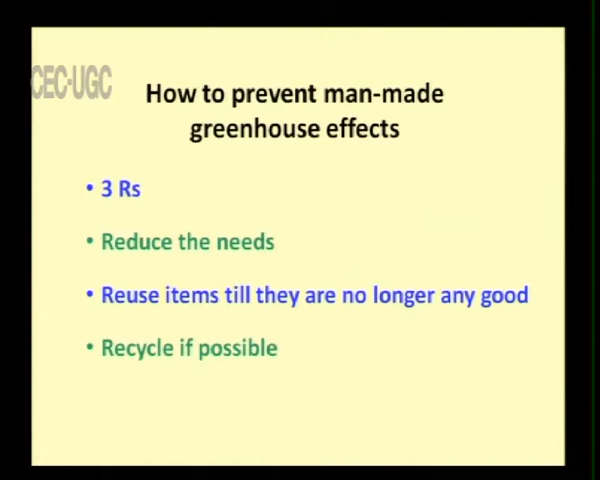 CEC-UGC
How to prevent man-made
greenhouse effects
• 3 Rs
• Reduce the needs
• Reuse items till they are no longer any good
• Recycle if possible